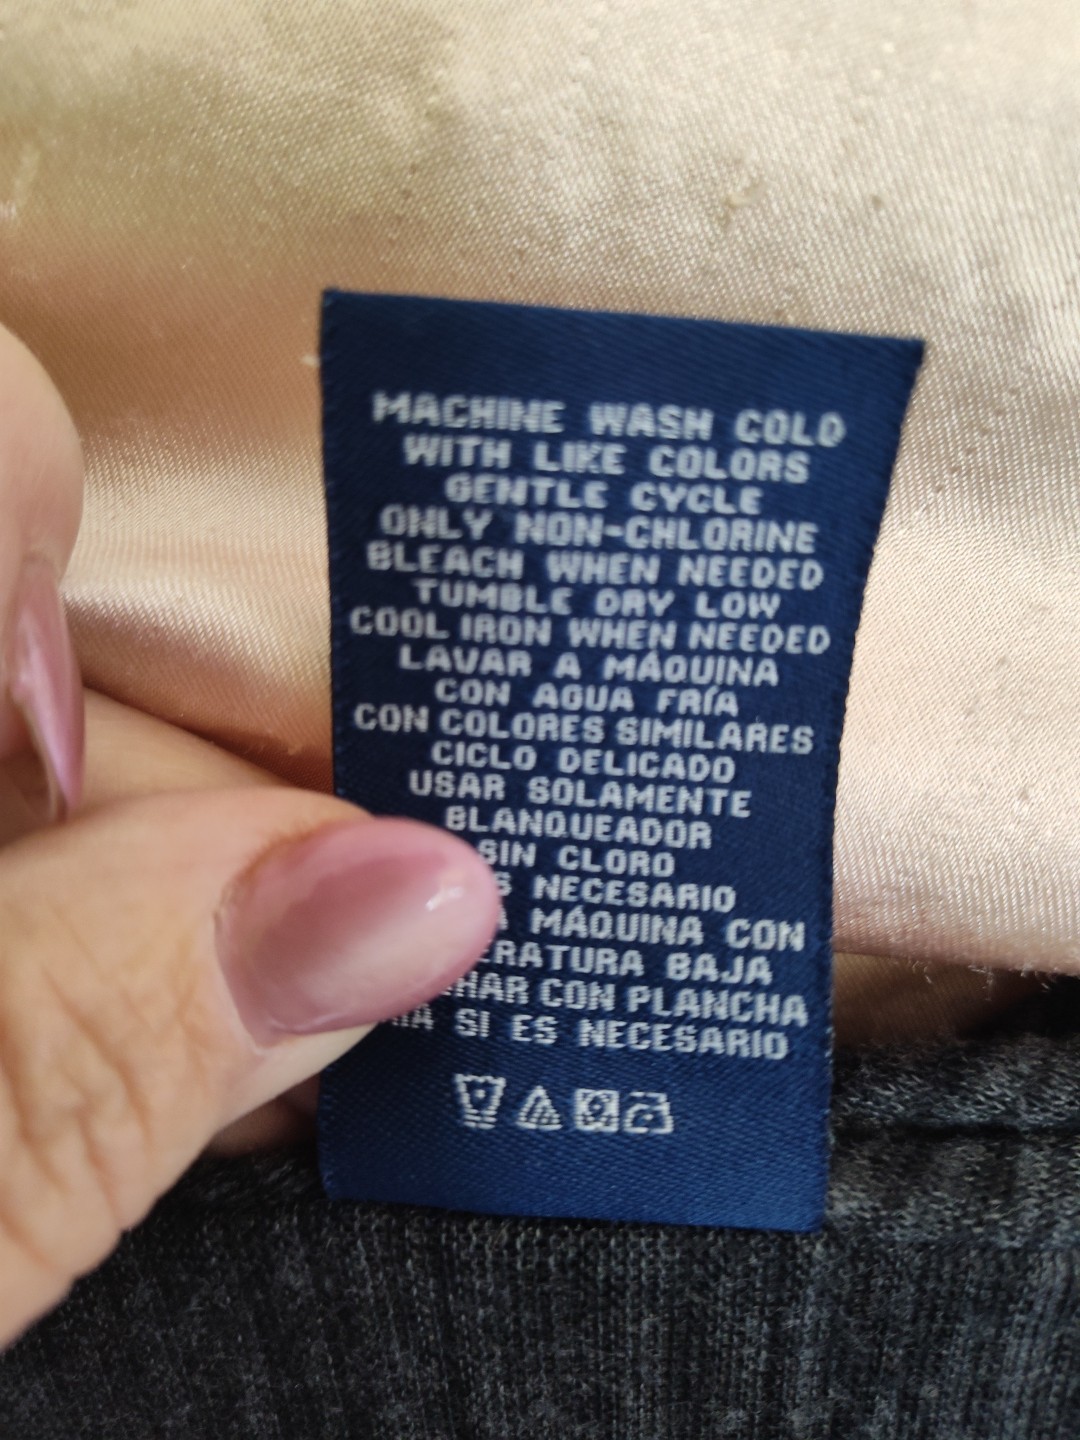 MACHINE WASH COLD
WITH LIKE COLORS
GENTLE CYCLE
ONLY NON-CHLORINE
BLEACH WHEN NEEDED
TUMBLE DRY LOW
COOL IRON WHEN NEEDED
LAVAR A MÁQUINA
CON AGUA FRÍA
CON COLORES SIMILARES
CICLO DELICADO
USAR SOLAMENTE
BLANQUEADOR
SIN CLORO
NECESARIO
MÁQUINA CON
BAJA
CON PLANCHA
SI ES NECESARIO